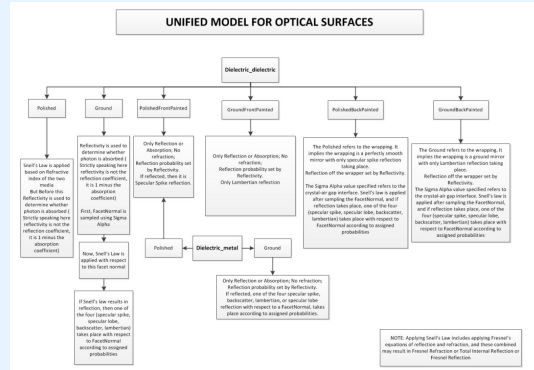 UNIFIED MODEL FOR OPTICAL SURFACES
Dielectric_dielectric
Polished
Ground
PolishedFrontPainted
GroundFrontPainted
PolishedBackPainted
GroundBackPainted
Snell's Law is applied
based on Refractive
index of the two
media
But Before this
Reflectivity is used to
determine whether
photon is absorbed (
Strictly speaking here
reflectivity is not the
reflection coefficient,
it is 1 minus the
absorption
coefficient)
Reflectivity is used to
determine whether
photon is absorbed (
Strictly speaking here
reflectivity is not the
reflection coefficient,
it is 1 minus the
absorption
coefficient)
First, FacetNormal is
sampled using Sigma
Alpha
Now, Snell's Law is
applied with respect
to this facet normal
If Snell's law results in
reflection, then one of
the four (specular spike,
specular lobe,
backscatter, lambertian)
takes place with respect
to FacetNormal
according to assigned
probabilities
Only Reflection or
Absorption; No
refraction;
Reflection probability set
by Reflectivity.
If reflected, then it is
Specular Spike reflection.
Only Reflection or Absorption; No
refraction;
Reflection probability set by
Reflectivity.
Only Lambertian reflection
The Polished refers to the wrapping. It
implies the wrapping is a perfectly smooth
mirror with only specular spike reflection
taking place.
Reflection off the wrapper set by Reflectivity.
The Sigma Alpha value specified refers to the
crystal-air gap interface. Snell's law is applied
after sampling the FacetNormal, and if
reflection takes place, one of the four
(specular spike, specular lobe, backscatter,
lambertian) takes place with respect to
FacetNormal according to assigned
probabilities
The Ground refers to the wrapping. It
implies the wrapping is a ground mirror
with only Lambertian reflection taking
place.
Reflection off the wrapper set by
Reflectivity.
The Sigma Alpha value specified refers to
the crystal-air gap interface. Snell's law is
applied after sampling the FacetNormal,
and if reflection takes place, one of the
four (specular spike, specular lobe,
backscatter, lambertian) takes place with
respect to FacetNormal according to
assigned probabilities
Polished
Dielectric_metal
Ground
Only Reflection or Absorption; No refraction;
Reflection probability set by Reflectivity.
If reflected, one of the four specular spike,
backscatter, lambertian, or specular lobe
reflection with respect to a FacetNormal, takes
place according to assigned probabilities.
NOTE: Applying Snell's Law includes applying Fresnel's
equations of reflection and refraction, and these combined
may result in Fresnel Refraction or Total Internal Reflection or
Fresnel Reflection